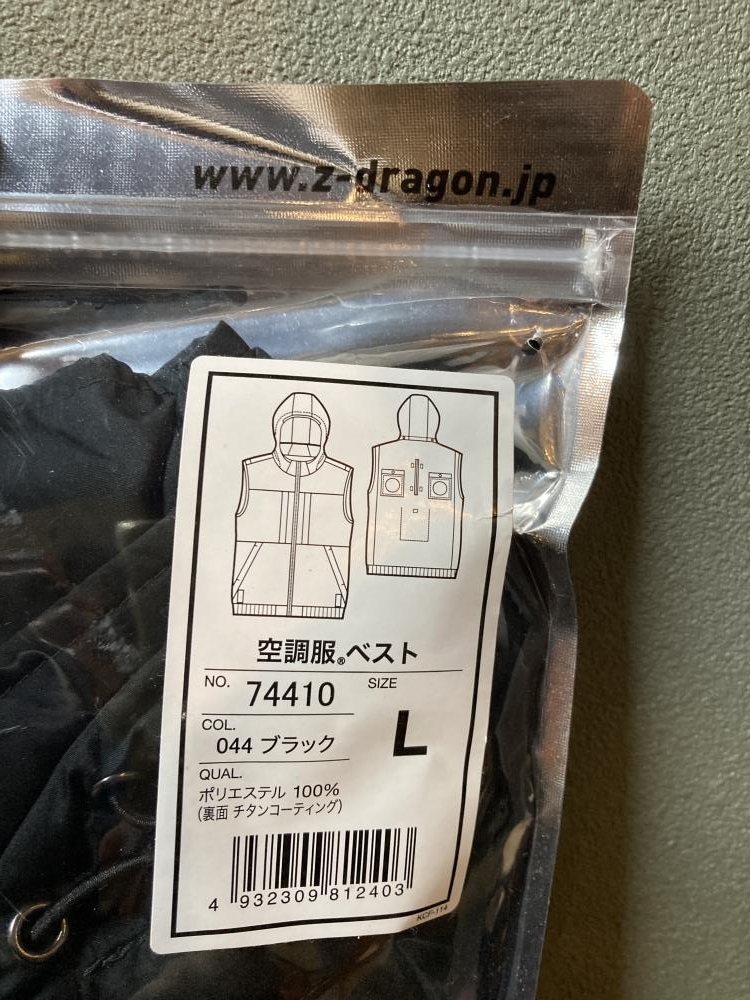 www.z-dragon.jp
空調服®ベスト
NO. 74410
SIZE
L
COL.
044 ブラック
QUAL.
ポリエステル 100%
(裏面 チタンコーティング)
4 932309 812403
KCF-114